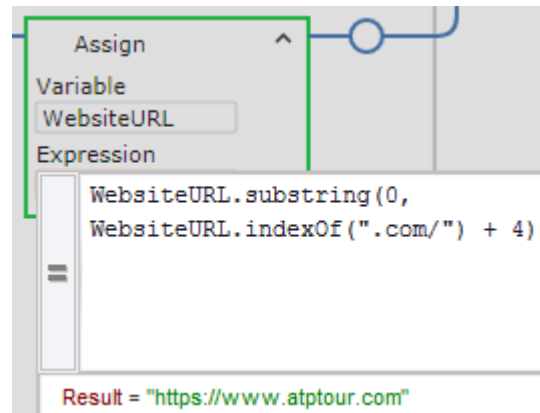 Assign
Variable
WebsiteURL
Expression
WebsiteURL.substring(0,
WebsiteURL.indexOf(".com/") + 4)
=
Result = "https://www.atptour.com"